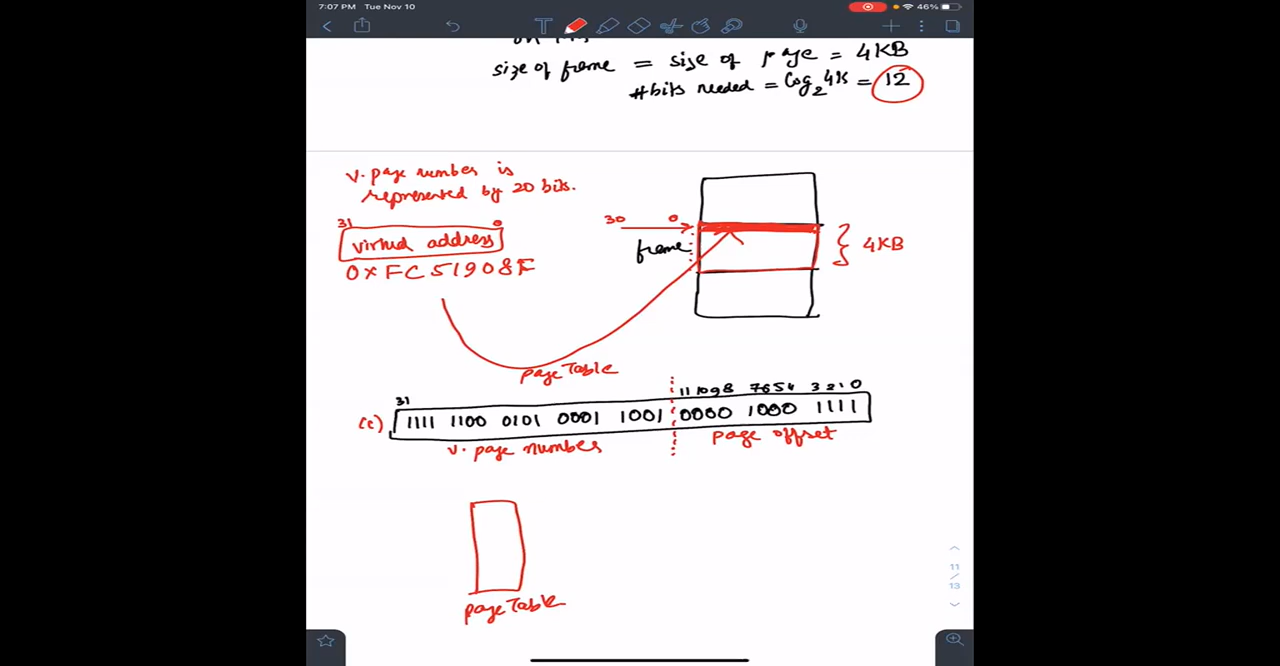 7:07 PM Tue Nov 10
46%
size of frame = size of page = 4KB
#bits needed = log₂ 4K = 12
V. page number is
represented by 20 bits.
31 0
virtual address
0xFC51908F
30 0
frame
4KB
page Table
31 11 10 9 8 7 6 5 4 3 2 1 0
(c) 1111 1100 0101 0001 1001 0000 1000 1111
V. page number page offset
page Table
11
/
13